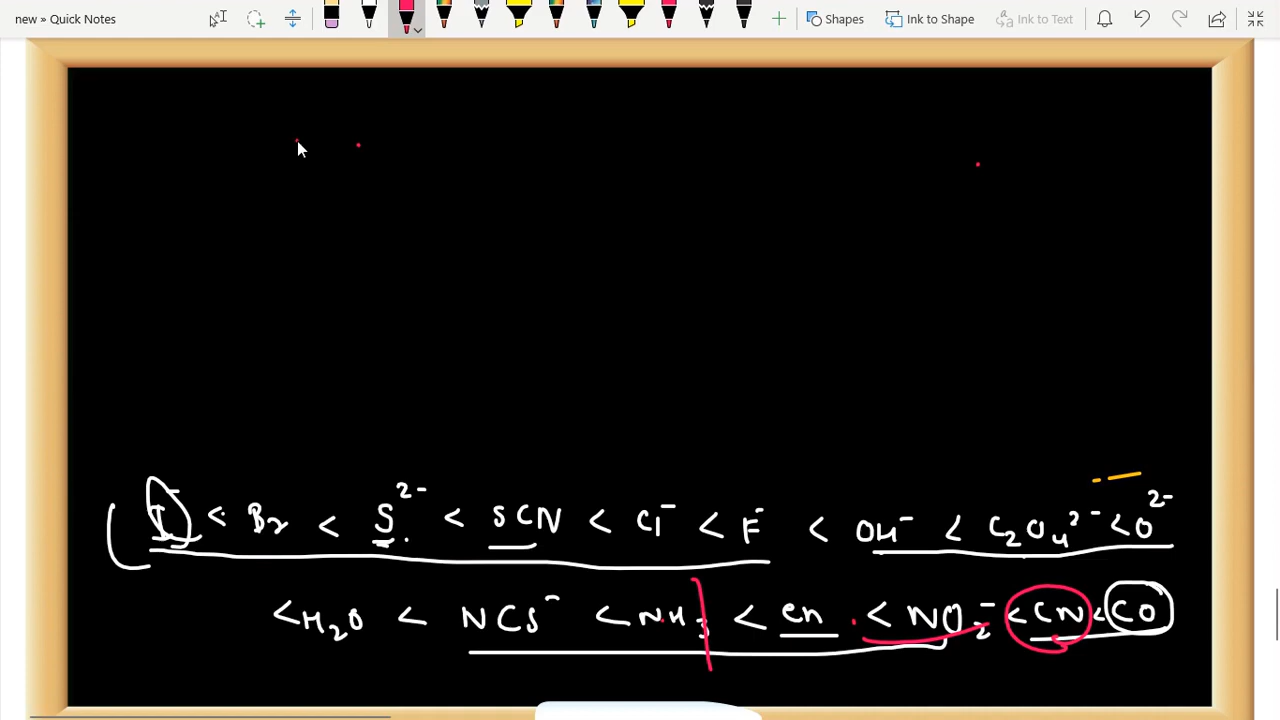 new » Quick Notes
Shapes
Ink to Shape
Ink to Text
I⁻ < Br < S²⁻ < SCN < Cl⁻ < F⁻ < OH⁻ < C₂O₄²⁻ < O²⁻
< H₂O < NCS⁻ < NH₃ < en < NO₂⁻ < CN < CO